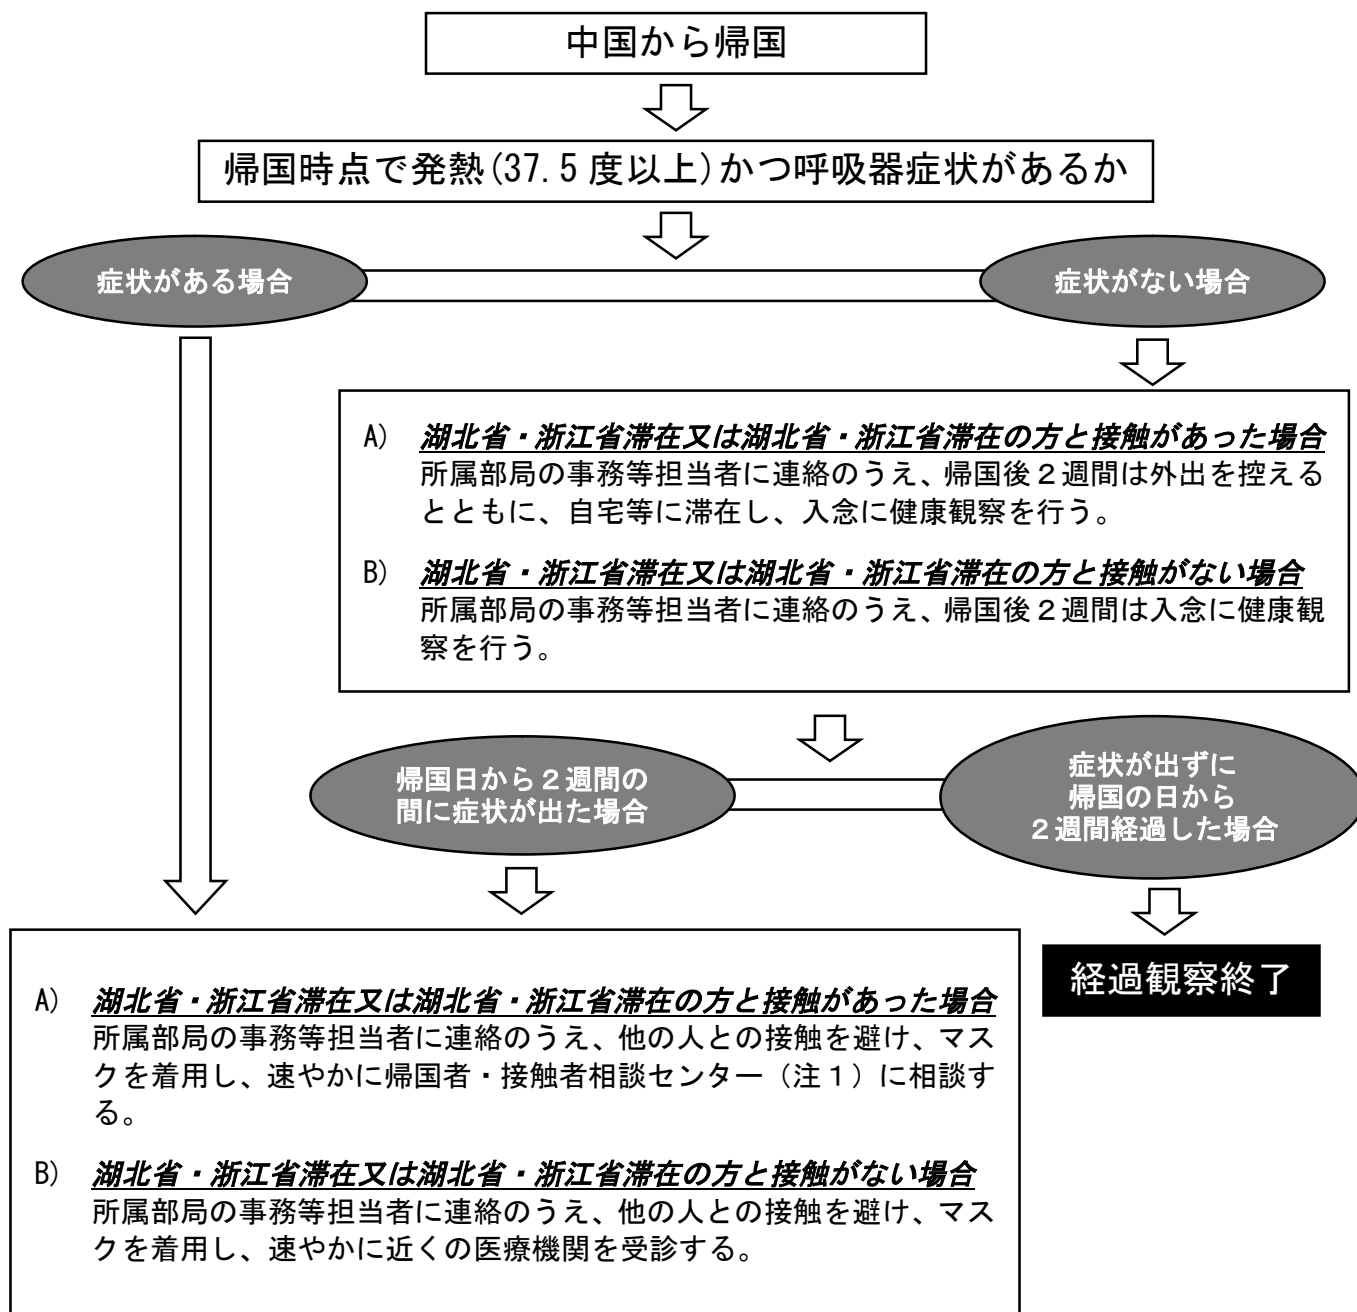 中国から帰国
帰国時点で発熱(37.5 度以上)かつ呼吸器症状があるか
症状がある場合
症状がない場合
A) 湖北省・浙江省滞在又は湖北省・浙江省滞在の方と接触があった場合
所属部局の事務等担当者に連絡のうえ、帰国後２週間は外出を控える
とともに、自宅等に滞在し、入念に健康観察を行う。
B) 湖北省・浙江省滞在又は湖北省・浙江省滞在の方と接触がない場合
所属部局の事務等担当者に連絡のうえ、帰国後２週間は入念に健康観
察を行う。
帰国日から２週間の
間に症状が出た場合
症状が出ずに
帰国の日から
２週間経過した場合
経過観察終了
A) 湖北省・浙江省滞在又は湖北省・浙江省滞在の方と接触があった場合
所属部局の事務等担当者に連絡のうえ、他の人との接触を避け、マス
クを着用し、速やかに帰国者・接触者相談センター（注１）に相談す
る。
B) 湖北省・浙江省滞在又は湖北省・浙江省滞在の方と接触がない場合
所属部局の事務等担当者に連絡のうえ、他の人との接触を避け、マス
クを着用し、速やかに近くの医療機関を受診する。